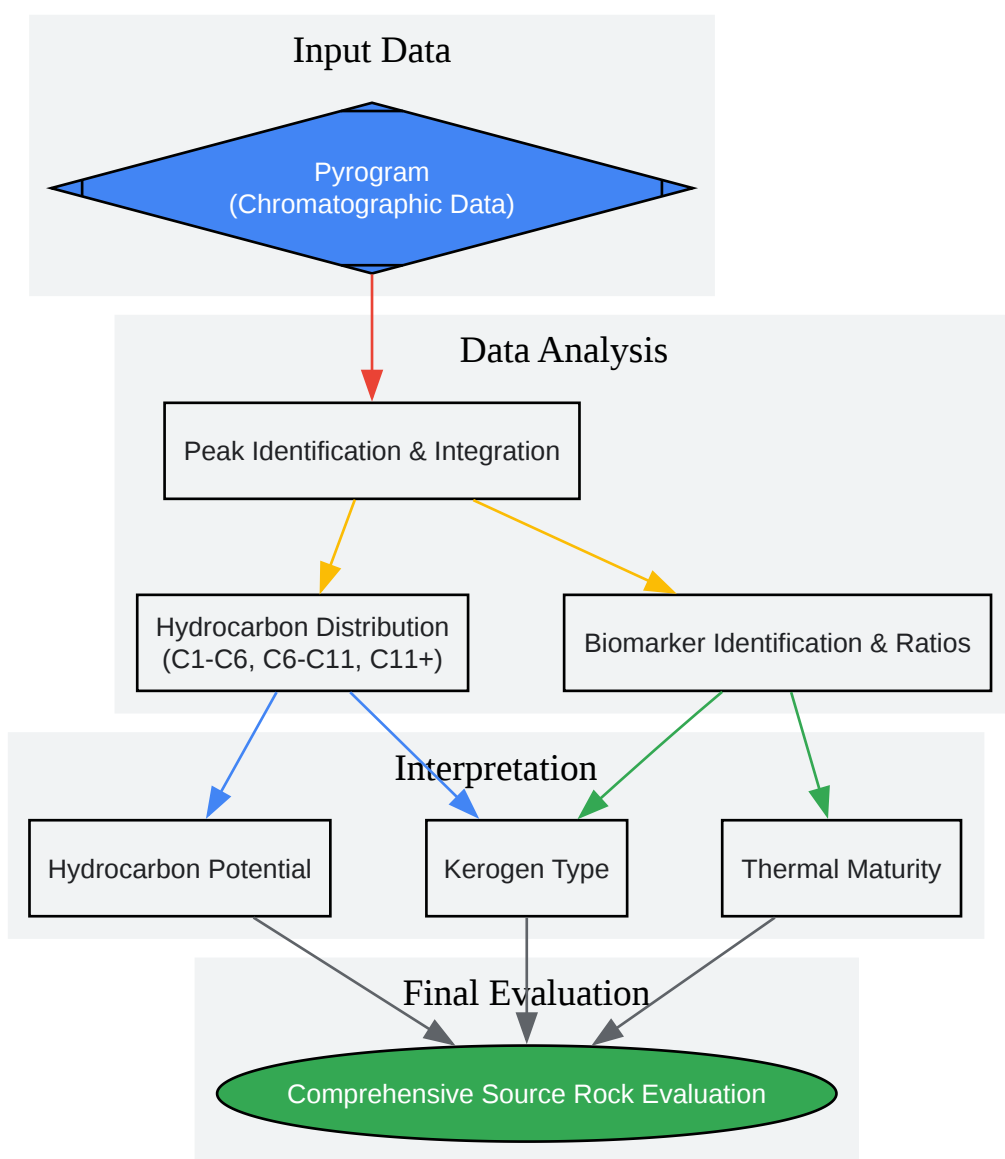 Input Data
Pyrogram
(Chromatographic Data)
Data Analysis
Peak Identification & Integration
Hydrocarbon Distribution
(C1-C6, C6-C11, C11+)
Biomarker Identification & Ratios
Interpretation
Hydrocarbon Potential
Kerogen Type
Thermal Maturity
Final Evaluation
Comprehensive Source Rock Evaluation